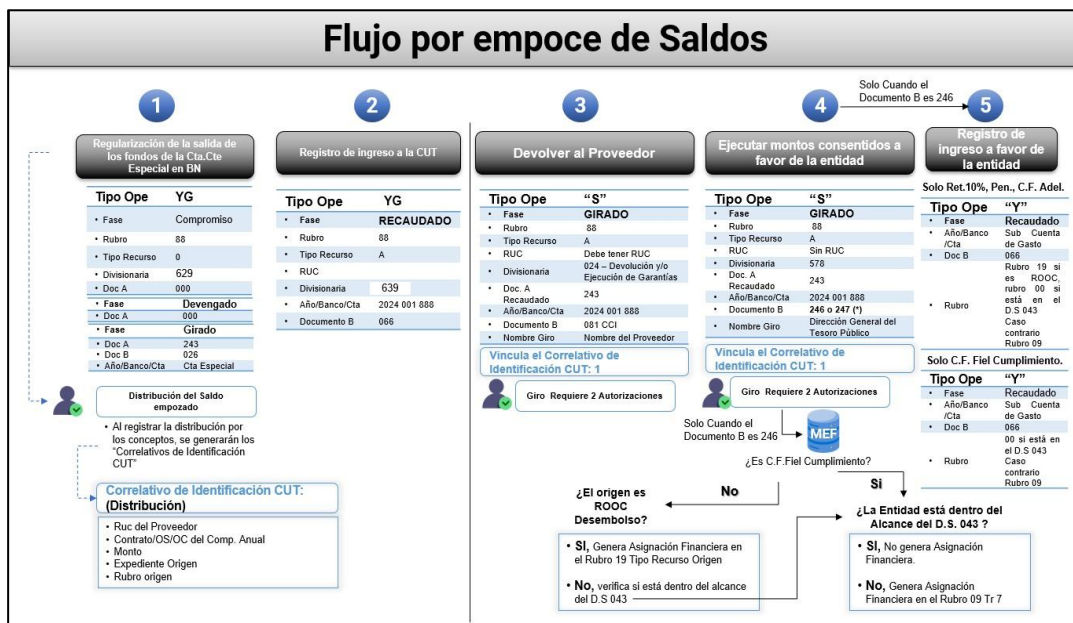 Flujo por empoce de Saldos
1
Regularización de la salida de
los fondos de la Cta.Cte
Especial en BN
Tipo Ope YG
• Fase Compromiso
• Rubro 88
• Tipo Recurso 0
• Divisionaria 629
• Doc A 000
• Fase Devengado
• Doc A 000
• Fase Girado
• Doc A 243
• Doc B 026
• Año/Banco/Cta Cta Especial
Distribución del Saldo
empozado
• Al registrar la distribución por
los conceptos, se generarán los
“Correlativos de Identificación
CUT”
Correlativo de Identificación CUT:
(Distribución)
• Ruc del Proveedor
• Contrato/OS/OC del Comp. Anual
• Monto
• Expediente Origen
• Rubro origen
2
Registro de ingreso a la CUT
Tipo Ope YG
• Fase RECAUDADO
• Rubro 88
• Tipo Recurso A
• RUC
• Divisionaria 639
• Año/Banco/Cta 2024 001 888
• Documento B 066
3
Devolver al Proveedor
Tipo Ope “S”
• Fase GIRADO
• Rubro 88
• Tipo Recurso A
• RUC Debe tener RUC
• Divisionaria 024 – Devolución y/o
Ejecución de Garantías
• Doc. A
Recaudado 243
• Año/Banco/Cta 2024 001 888
• Documento B 081 CCI
• Nombre Giro Nombre del Proveedor
Vincula el Correlativo de
Identificación CUT: 1
Giro Requiere 2 Autorizaciones
4
Solo Cuando el
Documento B es 246
Ejecutar montos consentidos a
favor de la entidad
Tipo Ope “S”
• Fase GIRADO
• Rubro 88
• Tipo Recurso A
• RUC Sin RUC
• Divisionaria 578
• Doc. A
Recaudado 243
• Año/Banco/Cta 2024 001 888
• Documento B 246 o 247 (*)
• Nombre Giro Dirección General del
Tesoro Público
Vincula el Correlativo de
Identificación CUT: 1
Giro Requiere 2 Autorizaciones
Solo Cuando el
Documento B es 246
MEF
¿Es C.F.Fiel Cumplimiento?
No
Si
¿El origen es
ROOC
Desembolso?
• SI, Genera Asignación Financiera en
el Rubro 19 Tipo Recurso Origen
• No, verifica si está dentro del alcance
del D.S 043
¿La Entidad está dentro del
Alcance del D.S. 043 ?
• SI, No genera Asignación
Financiera.
• No, Genera Asignación
Financiera en el Rubro 09 Tr 7
5
Registro de
ingreso a favor de
la entidad
Solo Ret.10%, Pen., C.F. Adel.
Tipo Ope “Y”
• Fase Recaudado
• Año/Banco
/Cta Sub Cuenta
de Gasto
• Doc B 066
• Rubro Rubro 19 si
es ROOC,
rubro 00 si
está en el
D.S 043
Caso
contrario
Rubro 09
Solo C.F. Fiel Cumplimiento.
Tipo Ope “Y”
• Fase Recaudado
• Año/Banco
/Cta Sub Cuenta
de Gasto
• Doc B 066
• Rubro 00 si está en
el D.S 043
Caso
contrario
Rubro 09